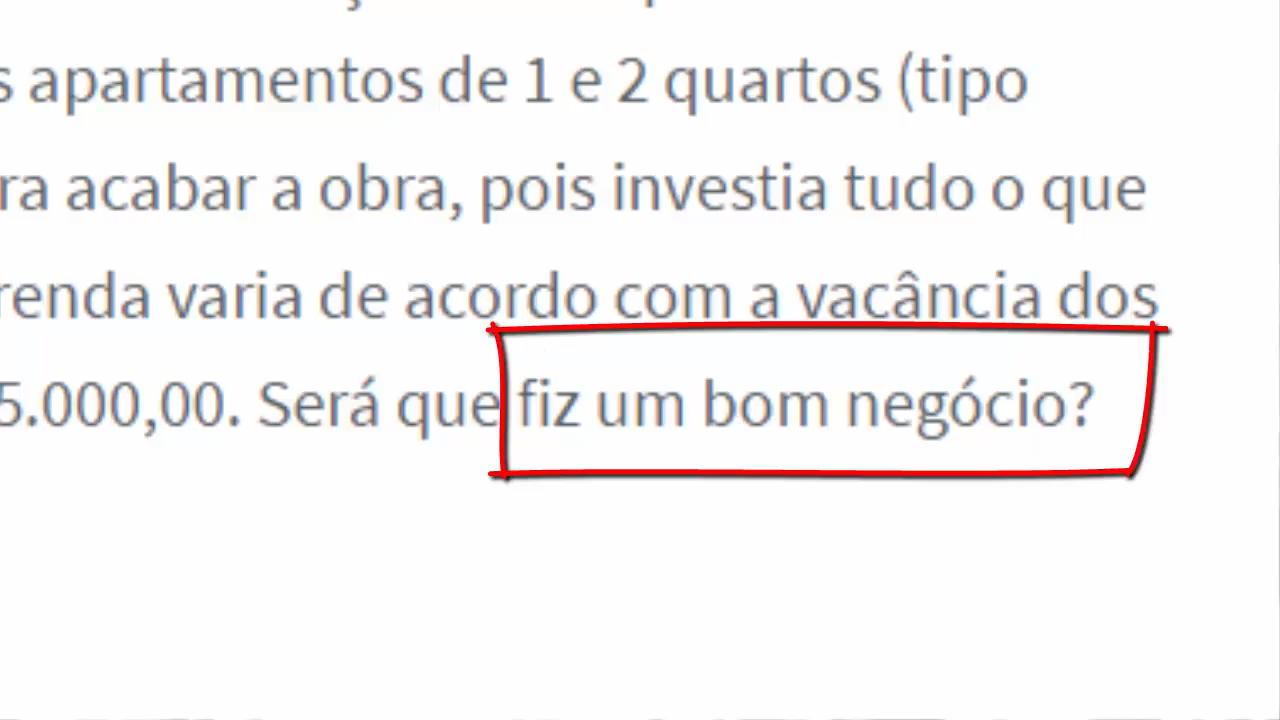 s apartamentos de 1 e 2 quartos (tipo
ra acabar a obra, pois investia tudo o que
renda varia de acordo com a vacância dos
5.000,00. Será que fiz um bom negócio?